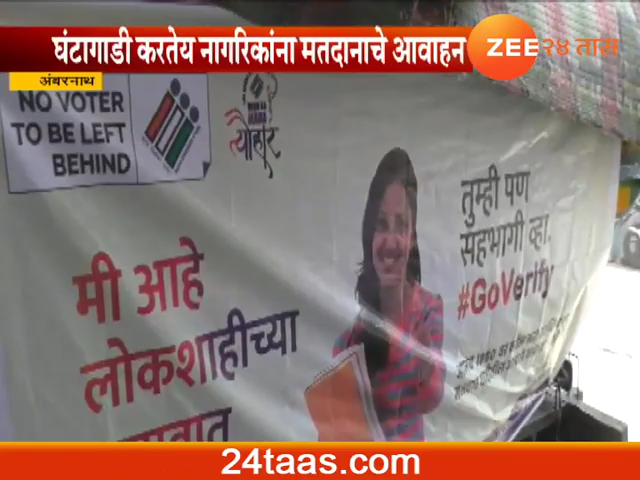 घंटागाडी करतेय नागरिकांना मतदानाचे आवाहन
ZEE २४ तास
अंबरनाथ
NO VOTER
TO BE LEFT
BEHIND
त्यौहार
तुम्ही पण
सहभागी व्हा.
#GoVerify
मी आहे
लोकशाहीच्या
24taas.com